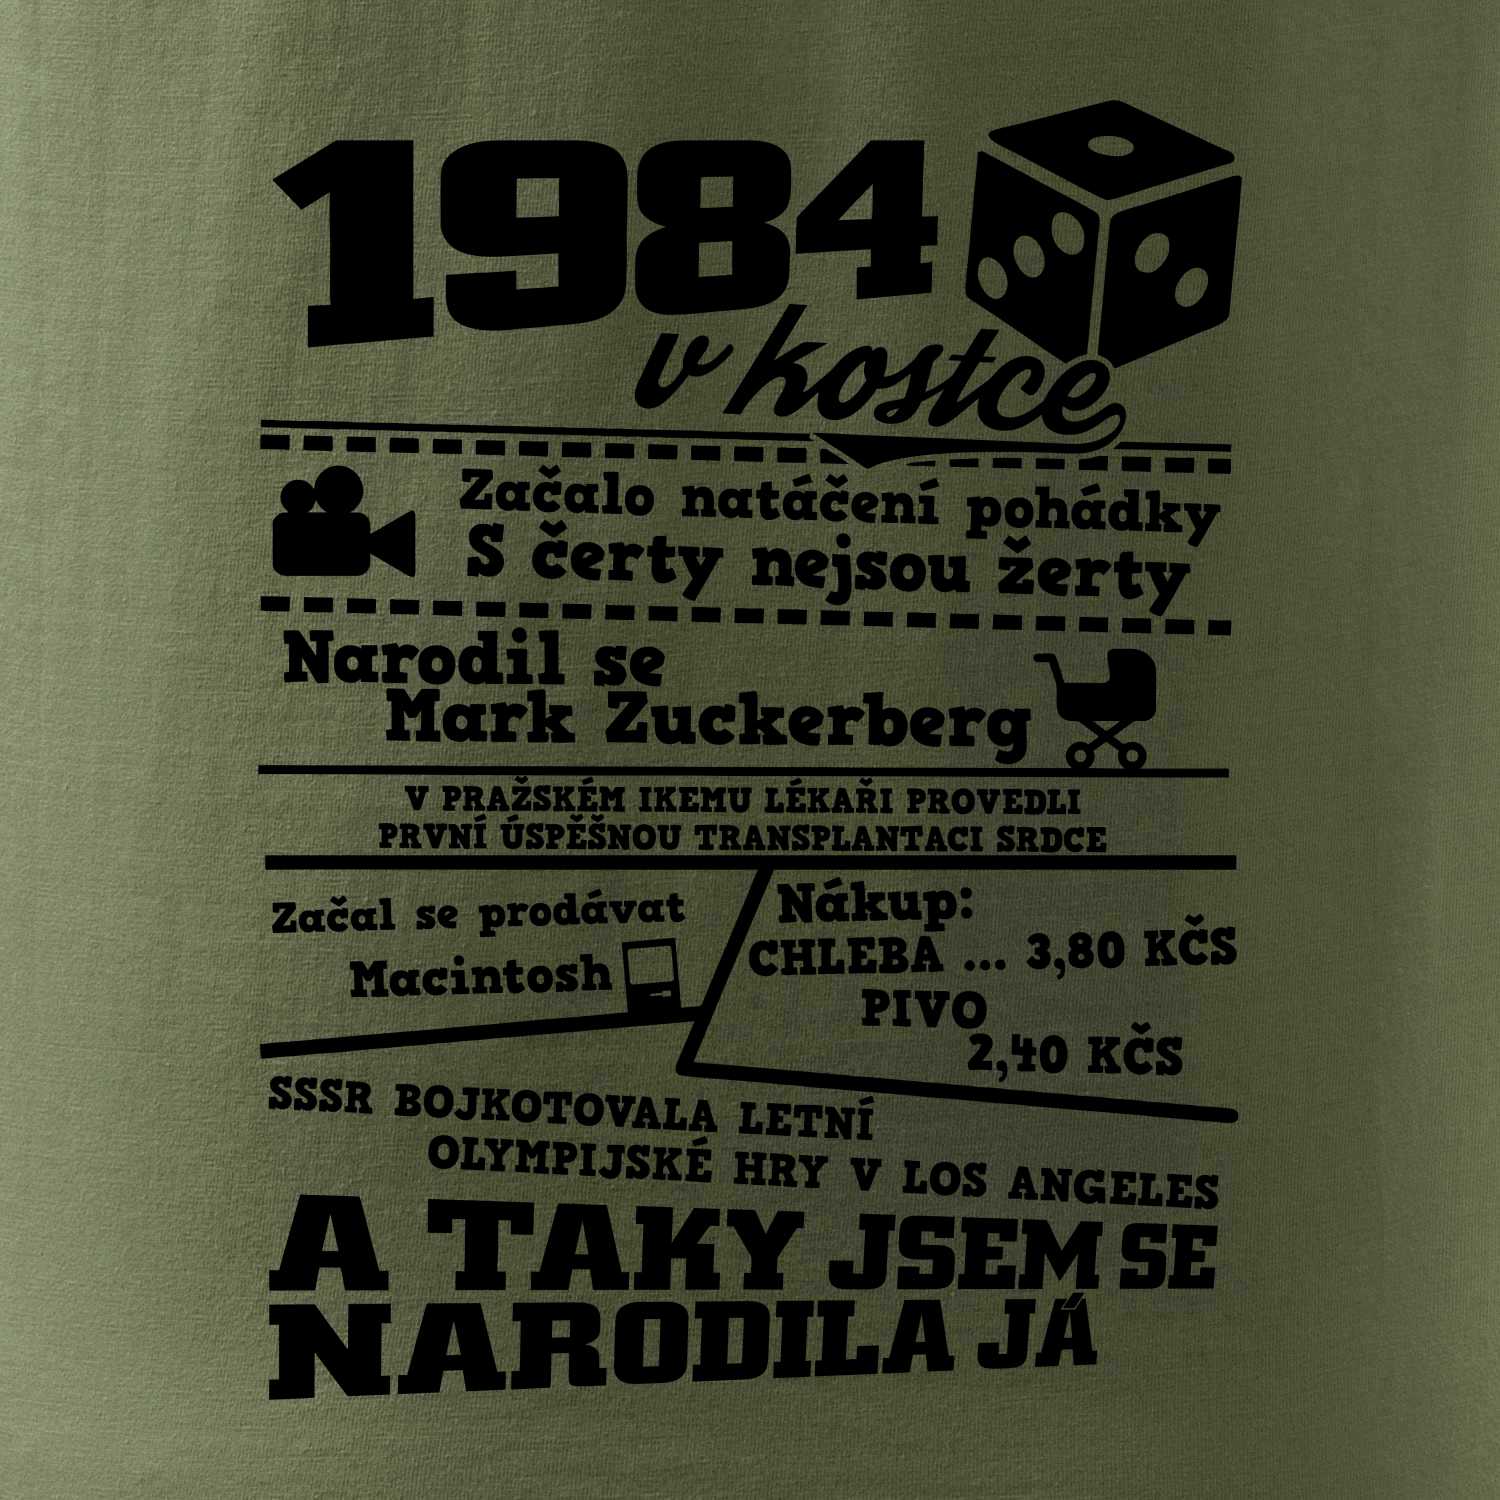 1984
v kostce
Začalo natáčení pohádky
S čerty nejsou žerty
Narodil se
Mark Zuckerberg
V PRAŽSKÉM IKEMU LÉKAŘI PROVEDLI
PRVNÍ ÚSPĚŠNOU TRANSPLANTACI SRDCE
Začal se prodávat
Macintosh
Nákup:
CHLEBA ... 3,80 KČS
PIVO
2,40 KČS
SSSR BOJKOTOVALA LETNÍ
OLYMPIJSKÉ HRY V LOS ANGELES
A TAKY JSEM SE
NARODILA JÁ